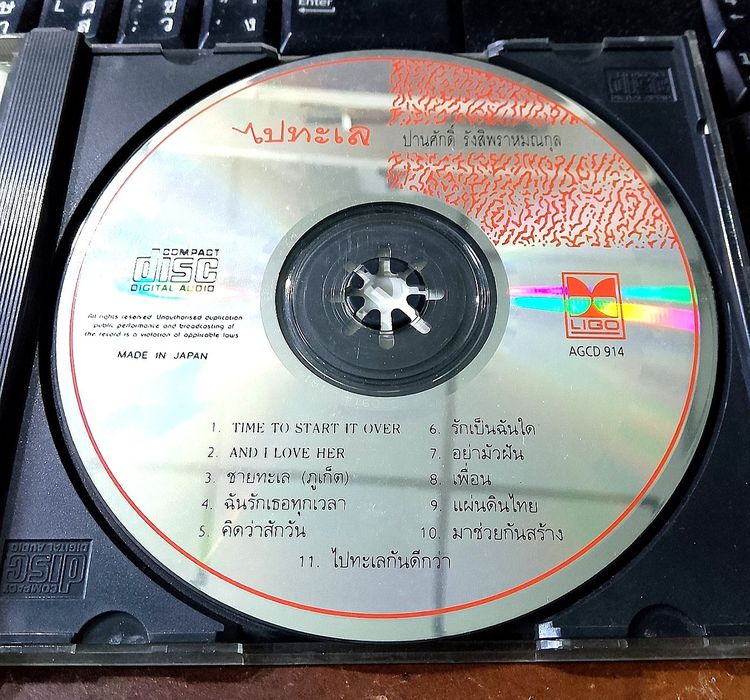 Enter
ไปทะเล
ปานศักดิ์ รังสิพราหมณกุล
COMPACT
disc
DIGITAL AUDIO
All rights reserved Unauthorised duplication
public performance and broadcasting of
the record is a violation of applicable laws
MADE IN JAPAN
LIGO
AGCD 914
1. TIME TO START IT OVER
2. AND I LOVE HER
3. ชายทะเล (ภูเก็ต)
4. ฉันรักเธอทุกเวลา
5. คิดว่าสักวัน
6. รักเป็นฉันใด
7. อย่ามัวฝัน
8. เพื่อน
9. แผ่นดินไทย
10. มาช่วยกันสร้าง
11. ไปทะเลกันดีกว่า
COMPACT
disc
DIGITAL AUDIO